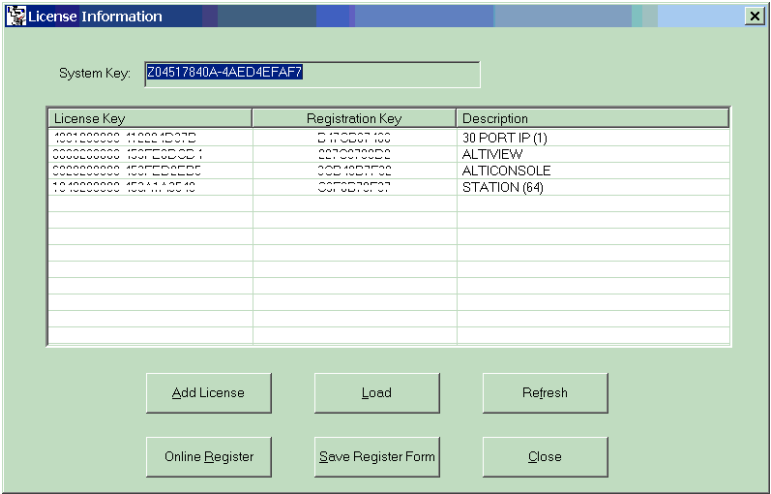 License Information
System Key: Z04517840A-4AED4EFAF7
License Key Registration Key Description
30 PORT IP (1)
ALTIVIEW
ALTICONSOLE
STATION (64)
Add License Load Refresh
Online Register Save Register Form Close